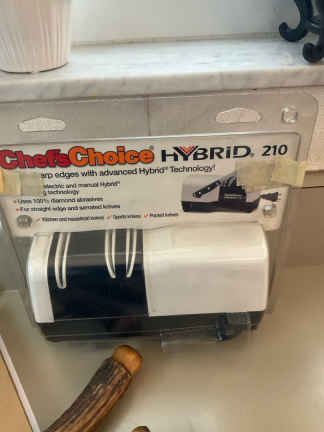 Chef'sChoice® HYBRID® 210
arp edges with advanced Hybrid® Technology!
electric and manual Hybrid®
g technology
• Uses 100% diamond abrasives
• For straight edge and serrated knives
✓ Kitchen and household knives ✓ Sports knives ✓ Pocket knives